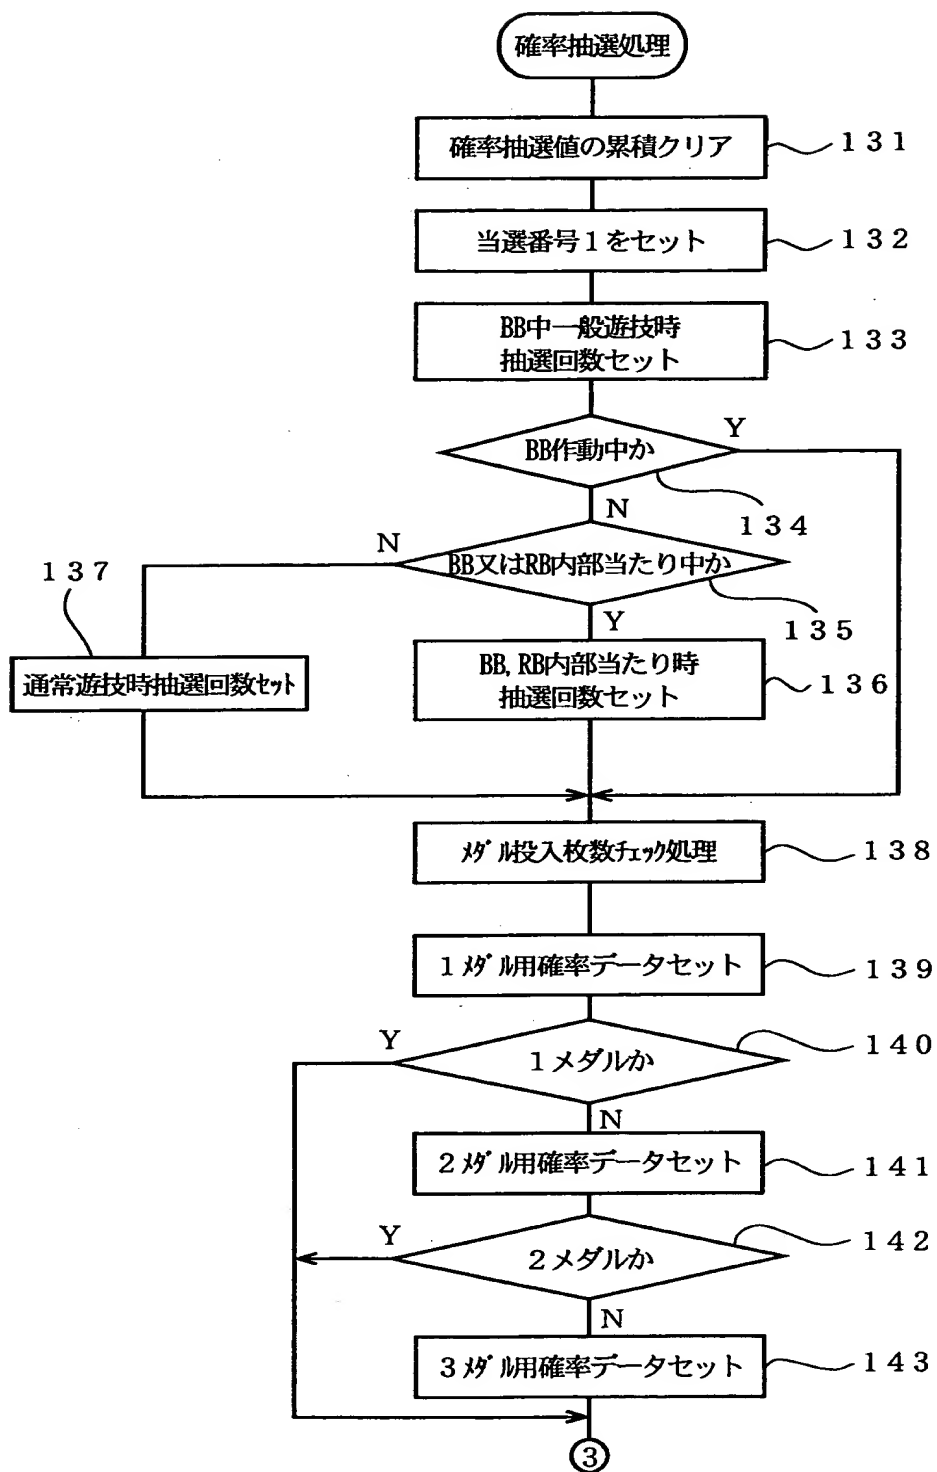 確率抽選処理
確率抽選値の累積クリア
131
当選番号1をセット
132
BB中一般遊技時
抽選回数セット
133
BB作動中か
Y
134
N
BB又はRB内部当たり中か
N
135
Y
137
通常遊技時抽選回数ｾｯﾄ
BB,RB内部当たり時
抽選回数セット
136
ﾒﾀﾞﾙ投入枚数ﾁｪｯｸ処理
138
1ﾒﾀﾞﾙ用確率データセット
139
Y
1メダルか
140
N
2ﾒﾀﾞﾙ用確率データセット
141
Y
2メダルか
142
N
3ﾒﾀﾞﾙ用確率データセット
143
③